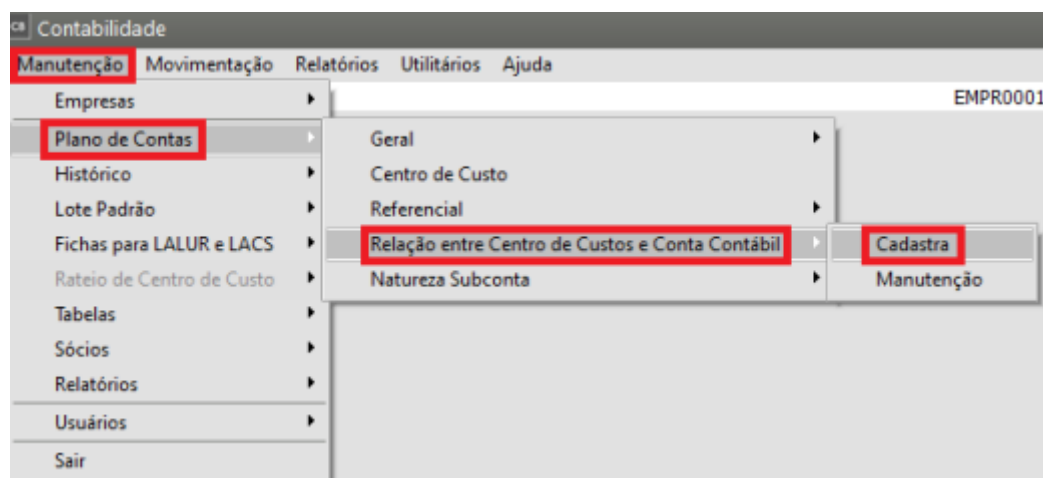 CB Contabilidade
Manutenção Movimentação Relatórios Utilitários Ajuda
Empresas EMPR0001
Plano de Contas Geral
Histórico Centro de Custo
Lote Padrão Referencial
Fichas para LALUR e LACS Relação entre Centro de Custos e Conta Contábil Cadastra
Rateio de Centro de Custo Natureza Subconta Manutenção
Tabelas
Sócios
Relatórios
Usuários
Sair